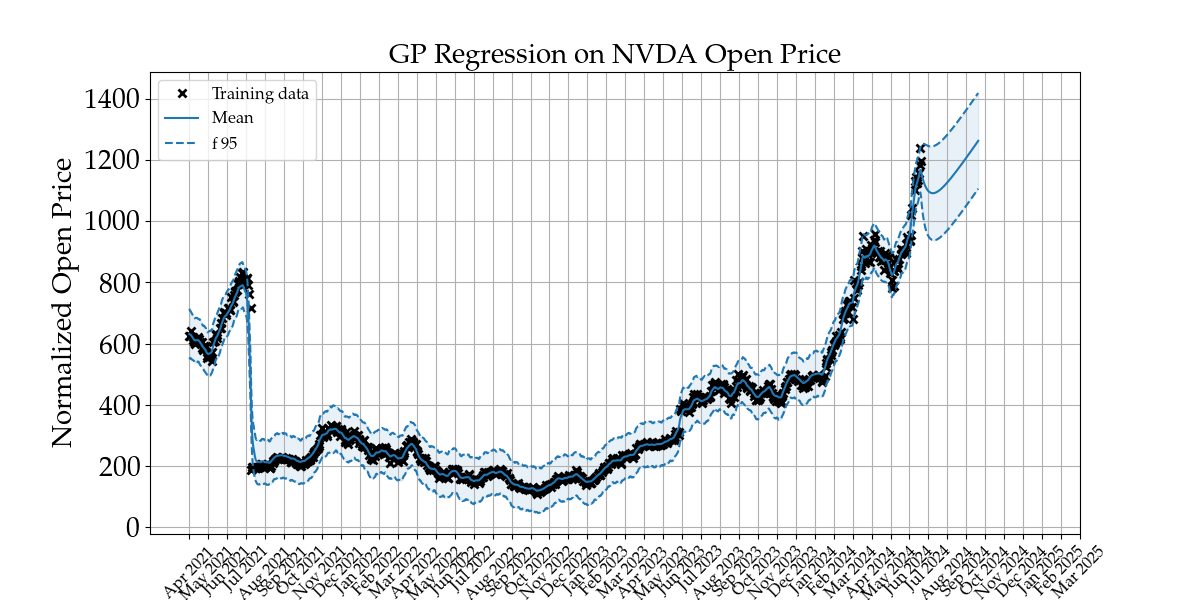 GP Regression on NVDA Open Price
Training data
Mean
f 95
Normalized Open Price
1400
1200
1000
800
600
400
200
0
Apr 2021
May 2021
Jun 2021
Jul 2021
Aug 2021
Sep 2021
Oct 2021
Nov 2021
Dec 2021
Jan 2022
Feb 2022
Mar 2022
Apr 2022
May 2022
Jun 2022
Jul 2022
Aug 2022
Sep 2022
Oct 2022
Nov 2022
Dec 2022
Jan 2023
Feb 2023
Mar 2023
Apr 2023
May 2023
Jun 2023
Jul 2023
Aug 2023
Sep 2023
Oct 2023
Nov 2023
Dec 2023
Jan 2024
Feb 2024
Mar 2024
Apr 2024
May 2024
Jun 2024
Jul 2024
Aug 2024
Sep 2024
Oct 2024
Nov 2024
Dec 2024
Jan 2025
Feb 2025
Mar 2025